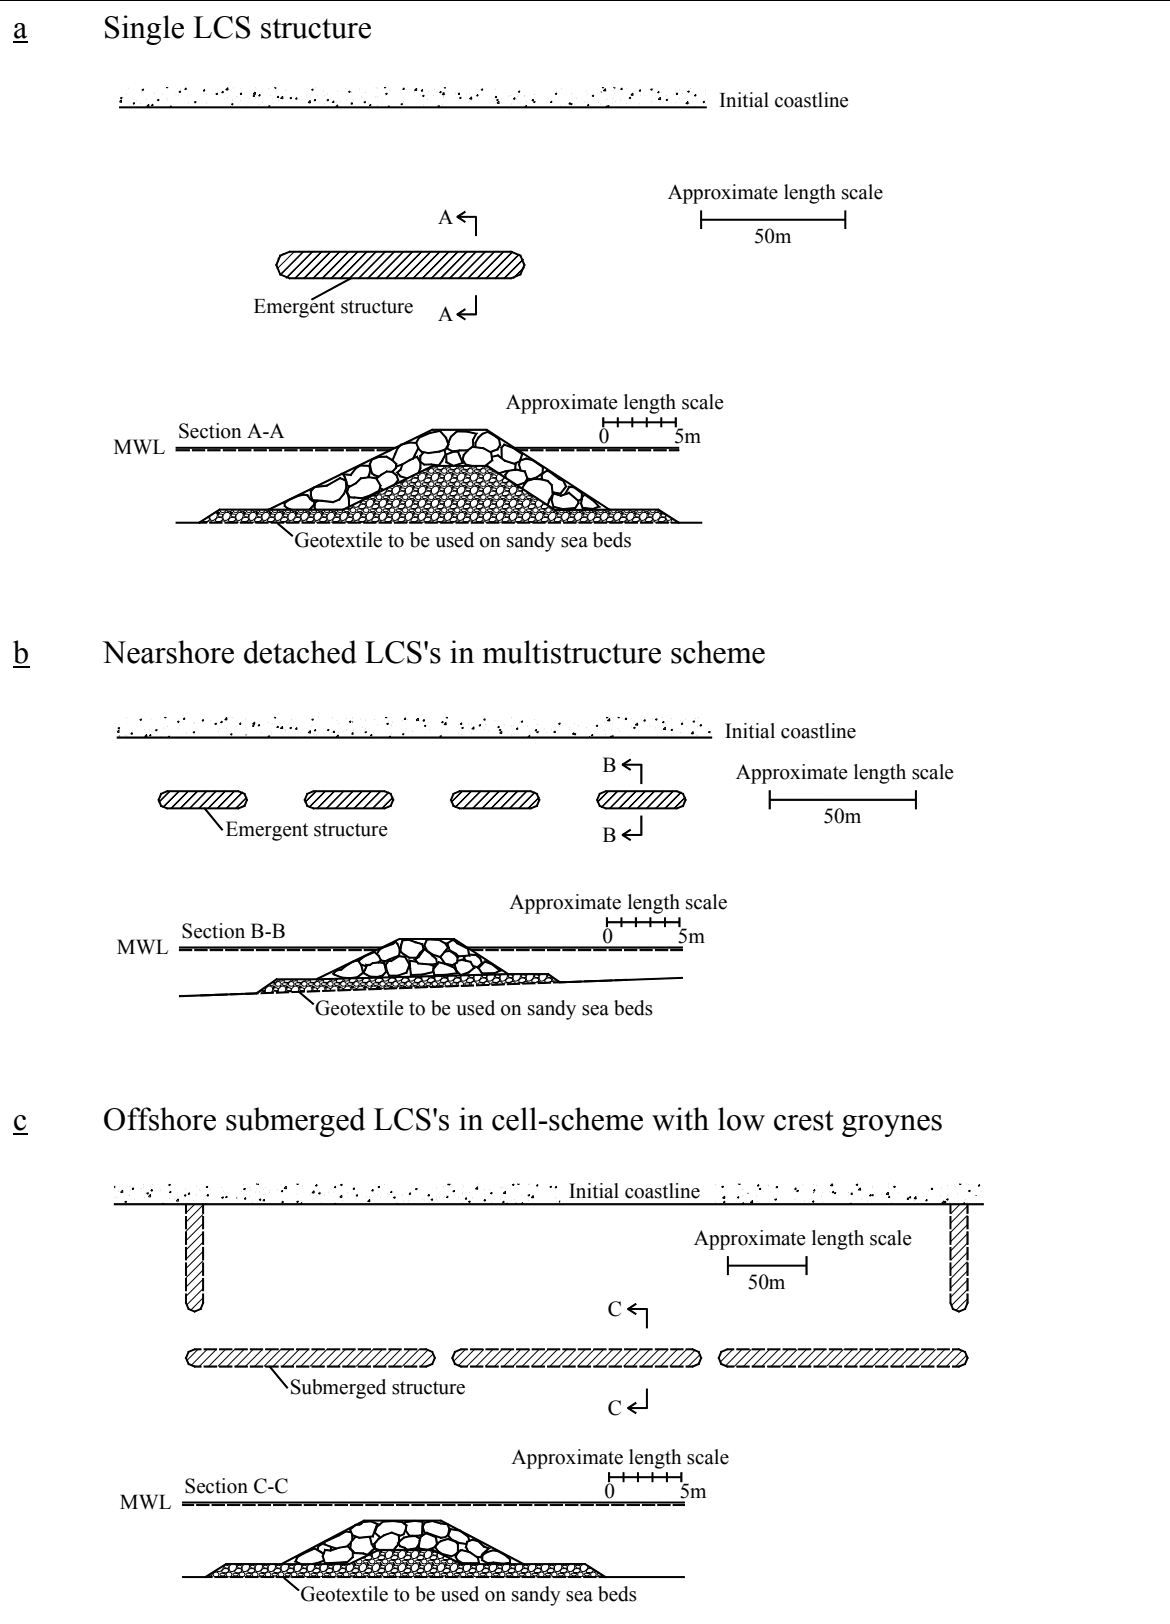 a Single LCS structure
Initial coastline
Approximate length scale
50m
A
Emergent structure
A
Approximate length scale
0 5m
Section A-A
MWL
Geotextile to be used on sandy sea beds
b Nearshore detached LCS's in multistructure scheme
Initial coastline
B
Approximate length scale
50m
Emergent structure
B
Approximate length scale
0 5m
Section B-B
MWL
Geotextile to be used on sandy sea beds
c Offshore submerged LCS's in cell-scheme with low crest groynes
Initial coastline
Approximate length scale
50m
C
Submerged structure
C
Approximate length scale
0 5m
Section C-C
MWL
Geotextile to be used on sandy sea beds